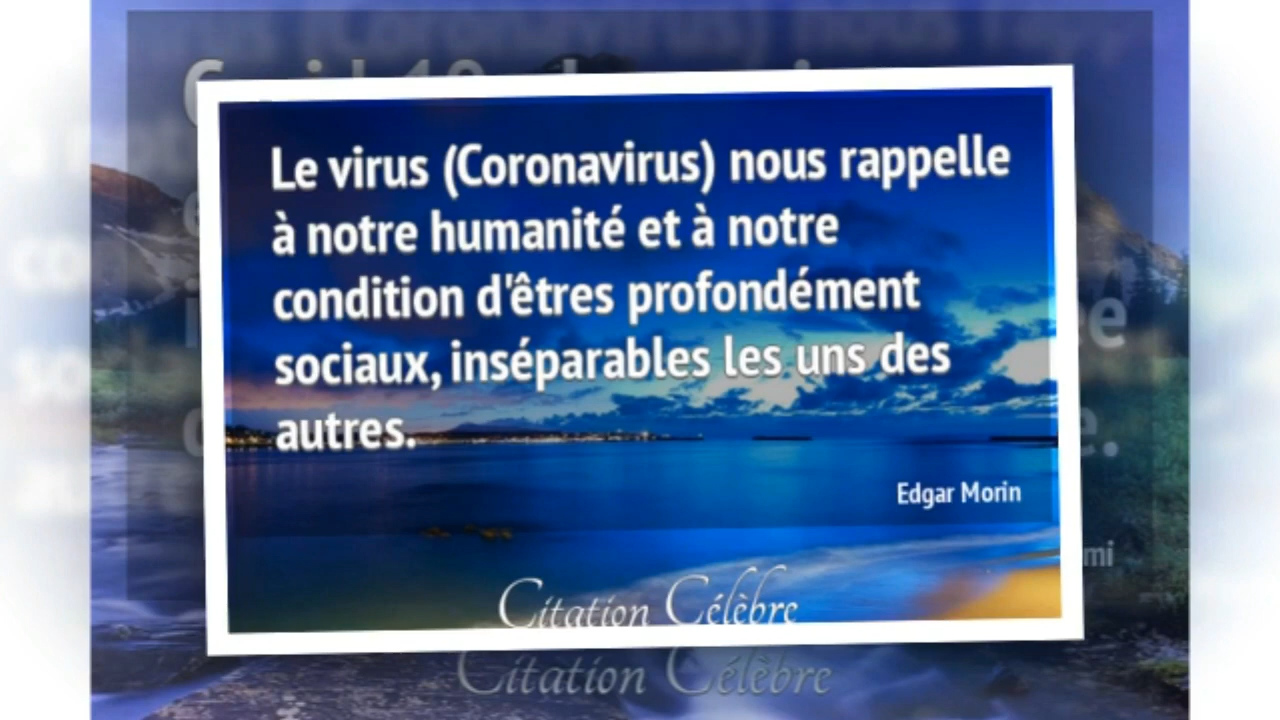 Le virus (Coronavirus) nous rappelle
à notre humanité et à notre
condition d'êtres profondément
sociaux, inséparables les uns des
autres.
Edgar Morin
Citation Célèbre
Citation Célèbre